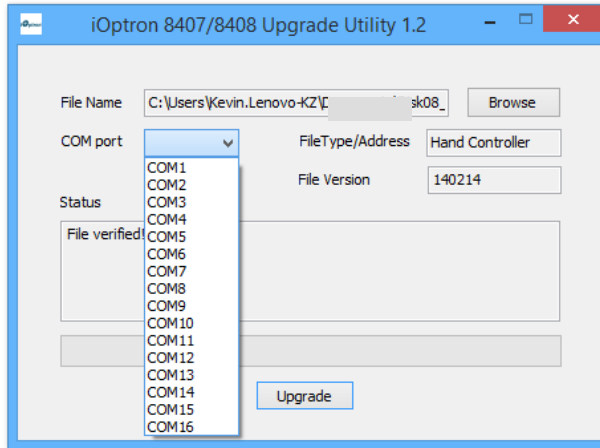 iOptron 8407/8408 Upgrade Utility 1.2
File Name C:\Users\Kevin.Lenovo-KZ\D sk08_ Browse
COM port FileType/Address Hand Controller
File Version 140214
Status
File verified!
COM1
COM2
COM3
COM4
COM5
COM6
COM7
COM8
COM9
COM10
COM11
COM12
COM13
COM14
COM15
COM16
Upgrade